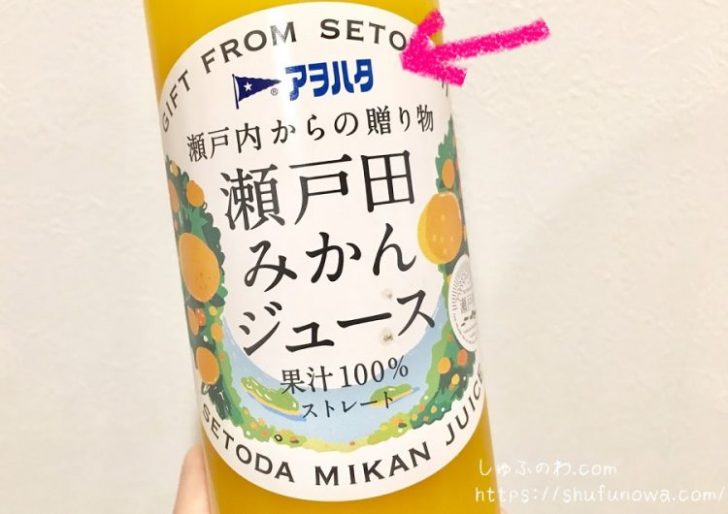 GIFT FROM SETO
アヲハタ
瀬戸内からの贈り物
瀬戸田
みかん
ジュース
果汁100%
ストレート
SETODA MIKAN JUICE
しゅふのわ.com
https://shufunowa.com/